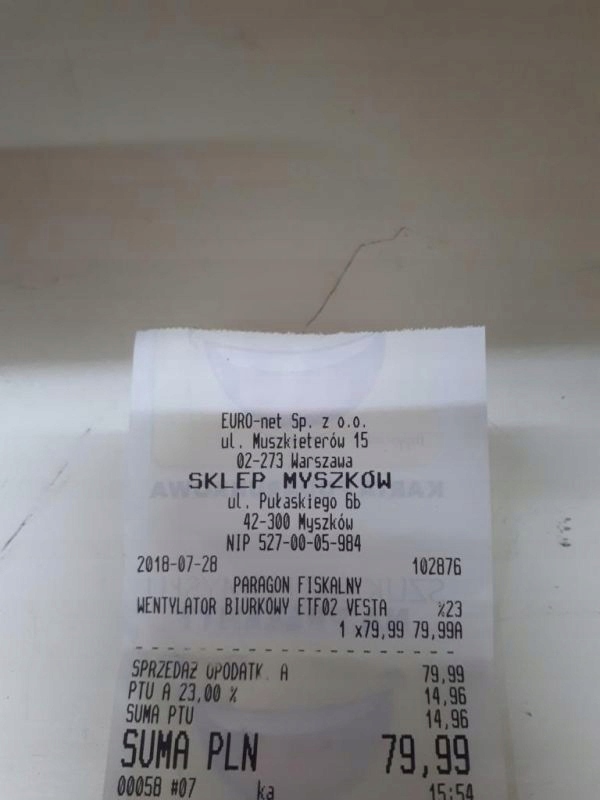 EURO-net Sp. z o.o.
ul. Muszkieterów 15
02-273 Warszawa
SKLEP MYSZKÓW
ul. Pułaskiego 6b
42-300 Myszków
NIP 527-00-05-984
2018-07-28 102876
PARAGON FISKALNY
WENTYLATOR BIURKOWY ETF02 VESTA %23
1 x79,99 79,99A
SPRZEDAŻ OPODATK. A 79,99
PTU A 23,00 % 14,96
SUMA PTU 14,96
SUMA PLN 79,99
00058 #07 ka 15:54